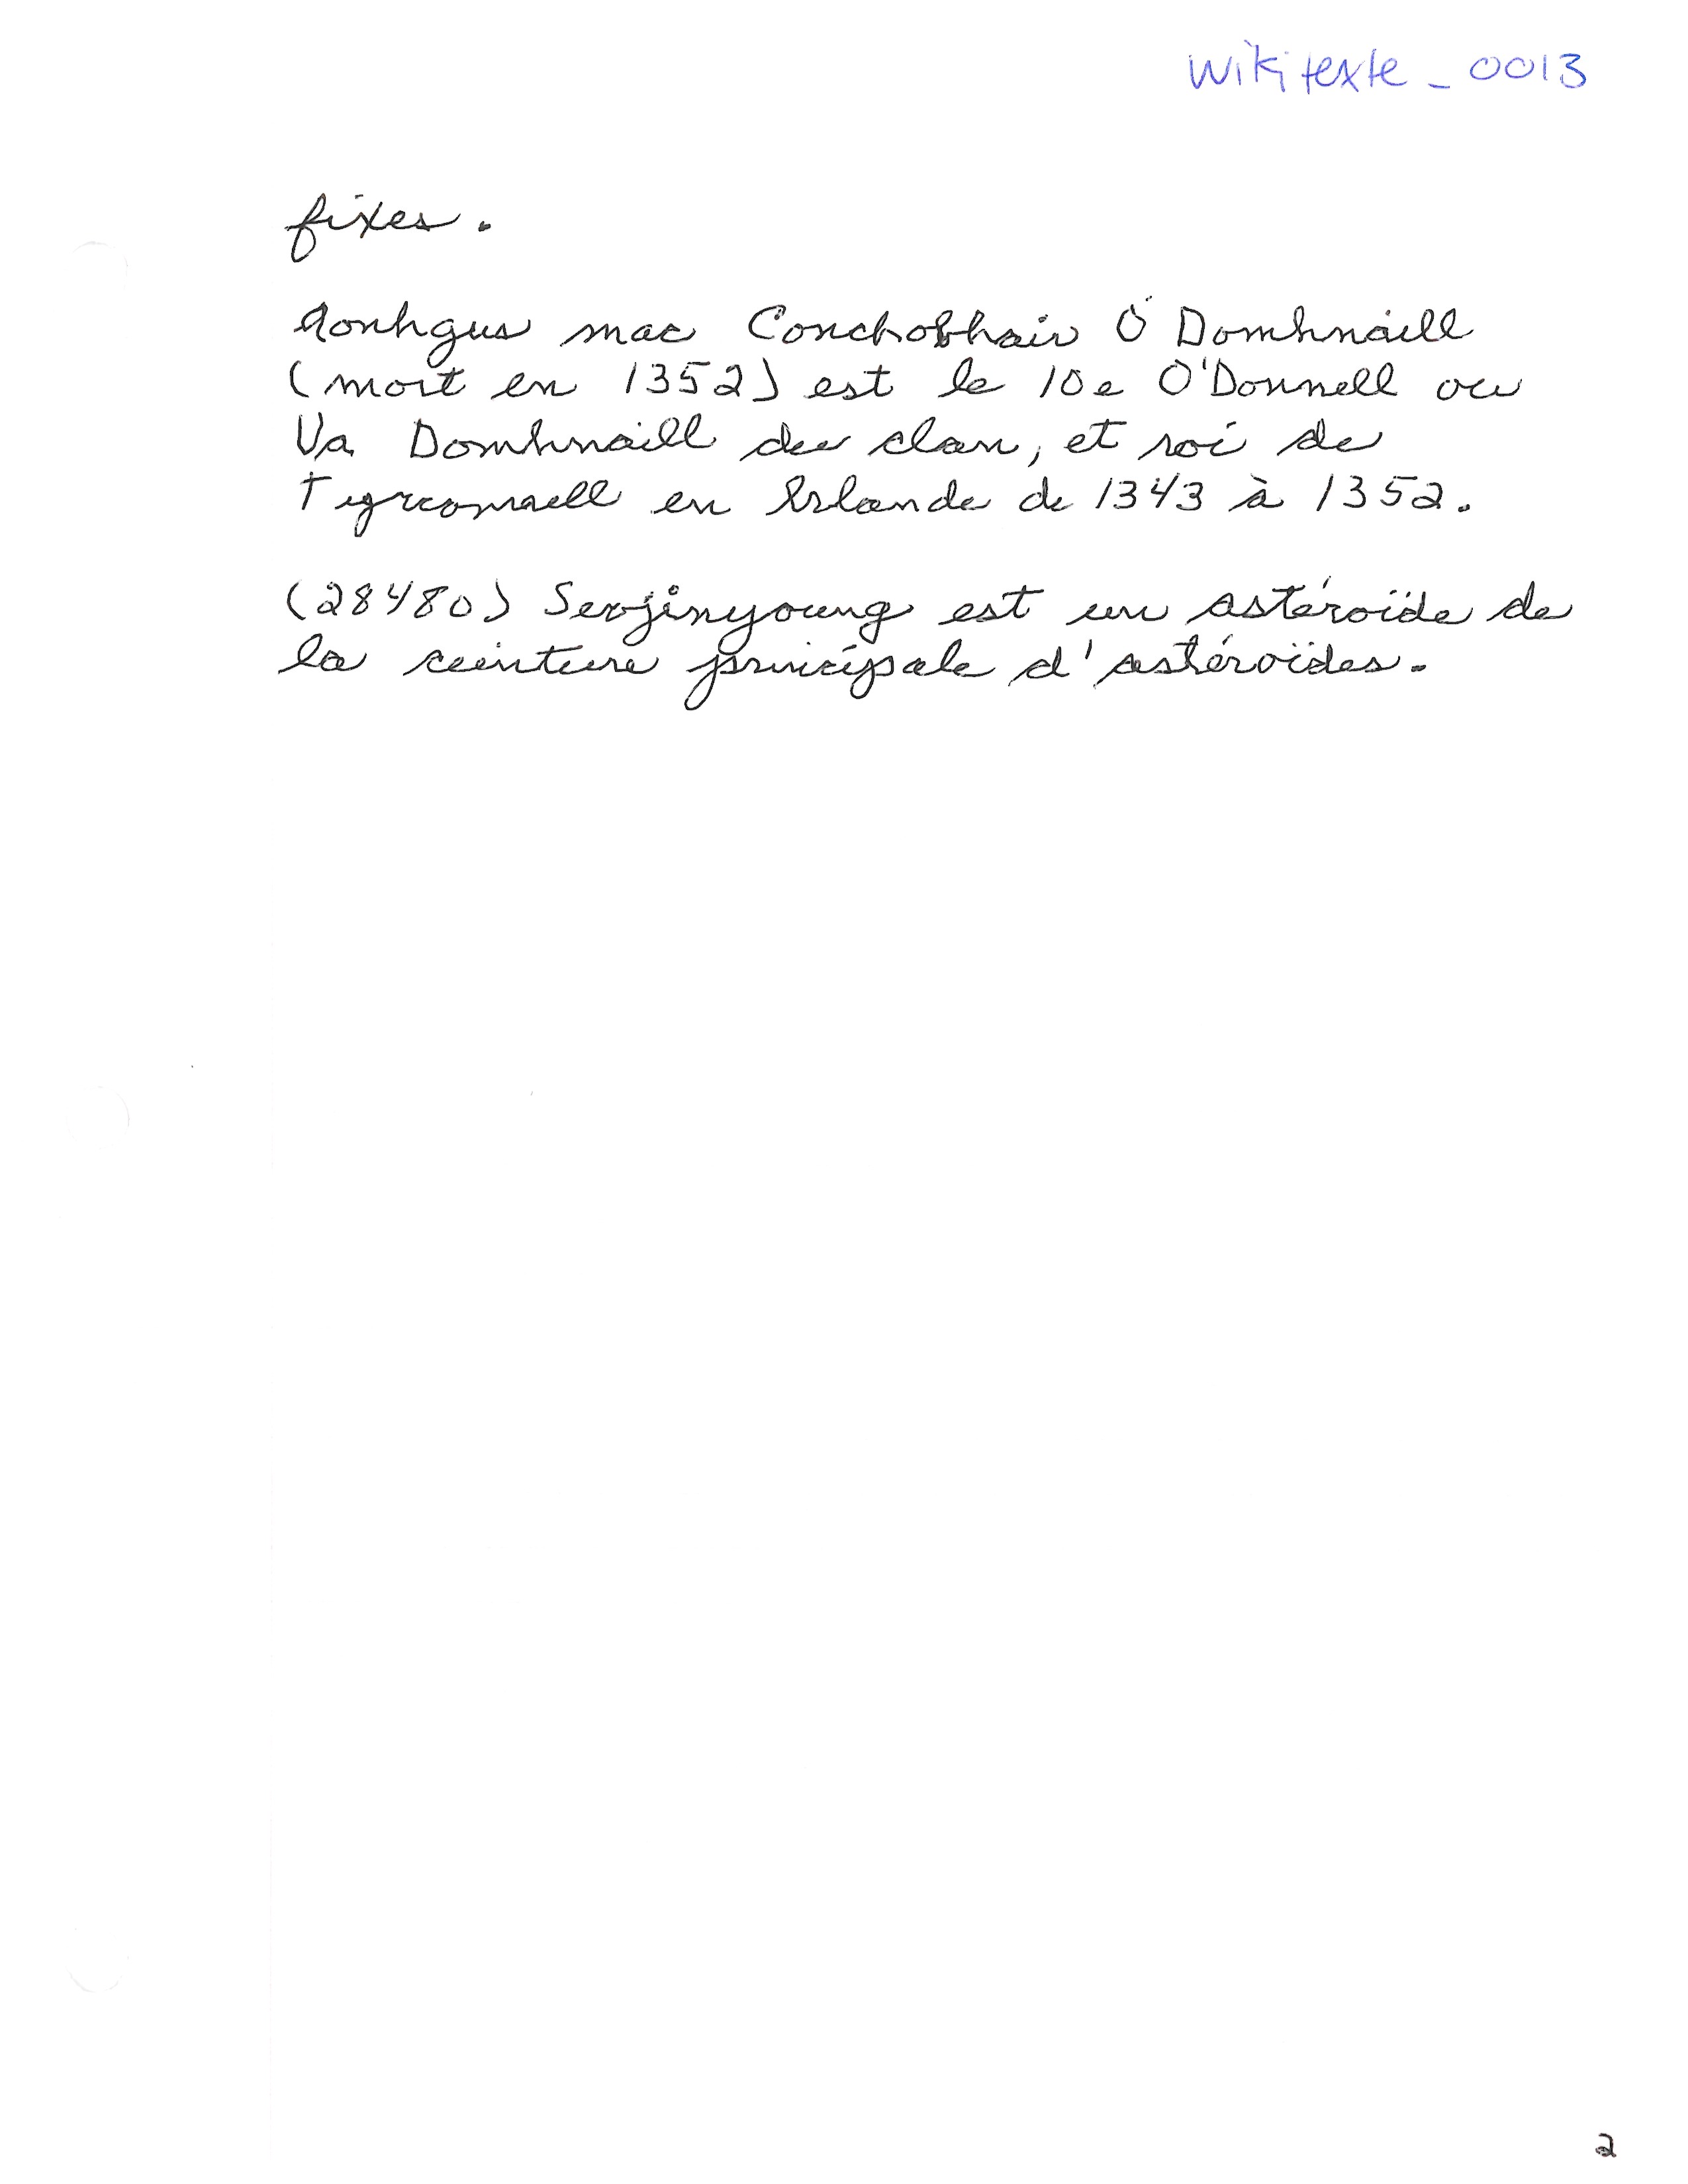 wikitexte_0013
fixes.
Aonhgus mac Conchobhair Ó Domhnaill
(mort en 1352) est le 10e O'Donnell ou
Ua Domhnaill du clan, et roi de
Tyrconnell en Irlande de 1343 à 1352.
(28480) Seojinyoung est un astéroïde de
la ceinture principale d'astéroïdes.
2